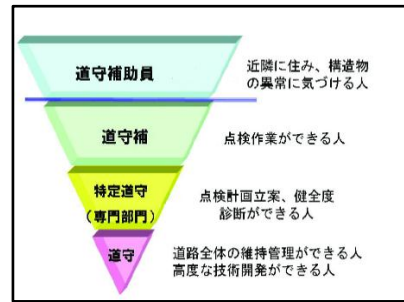 道守補助員
近隣に住み、構造物
の異常に気づける人
道守補
点検作業ができる人
特定道守
(専門部門)
点検計画立案、健全度
診断ができる人
道守
道路全体の維持管理ができる人
高度な技術開発ができる人